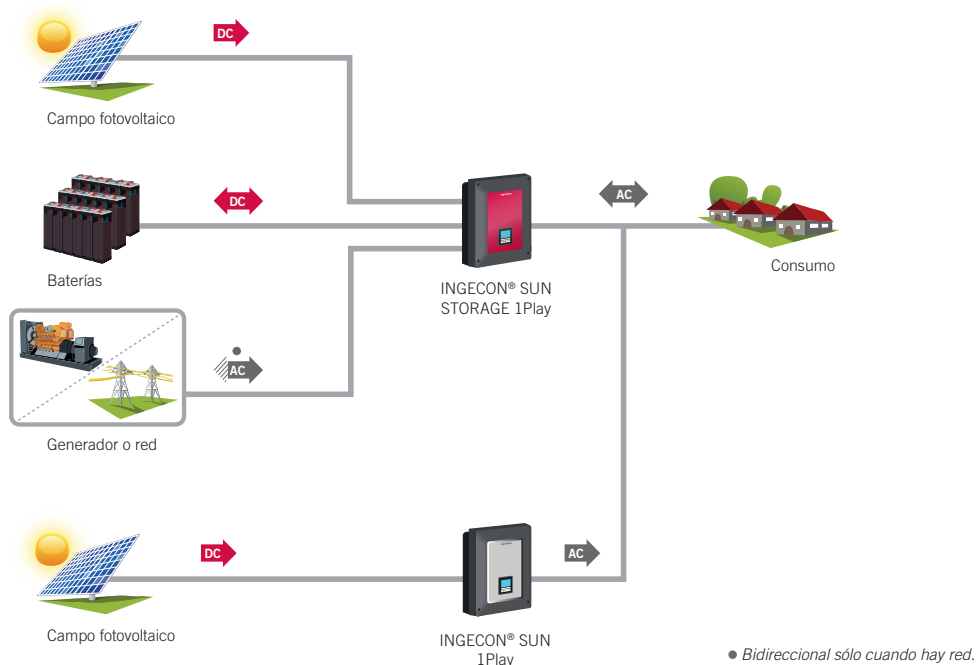 DC
Campo fotovoltaico
DC
AC
Baterías
INGECON® SUN
STORAGE 1Play
Consumo
AC
Generador o red
DC
AC
Campo fotovoltaico
INGECON® SUN
1Play
● Bidireccional sólo cuando hay red.